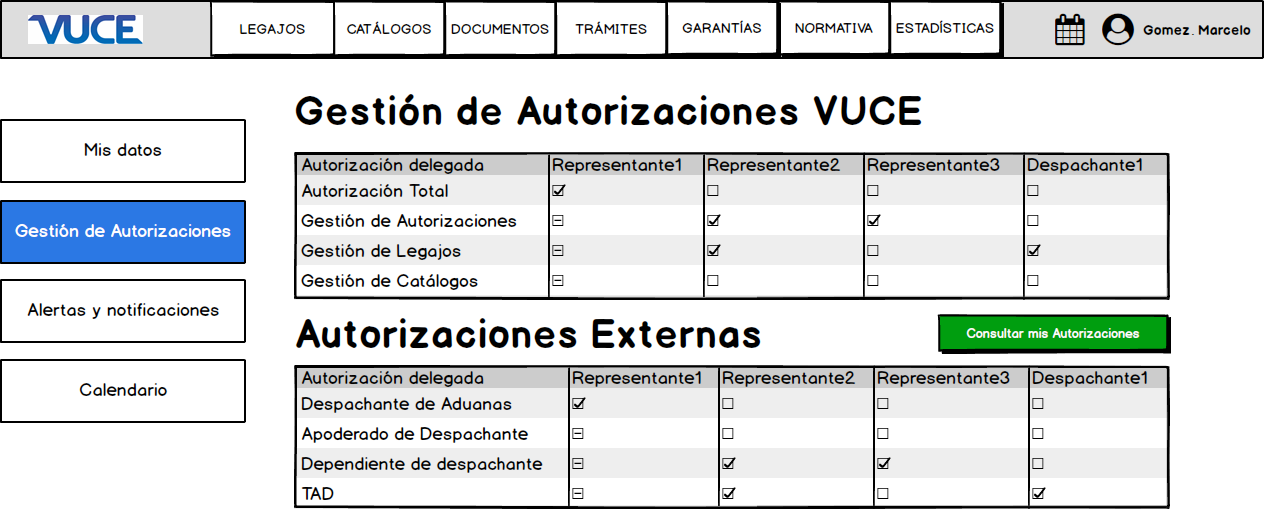 VUCE
LEGAJOS CATÁLOGOS DOCUMENTOS TRÁMITES GARANTÍAS NORMATIVA ESTADÍSTICAS Gomez. Marcelo
Mis datos
Gestión de Autorizaciones
Alertas y notificaciones
Calendario
Gestión de Autorizaciones VUCE
Autorización delegada Representante1 Representante2 Representante3 Despachante1
Autorización Total
Gestión de Autorizaciones
Gestión de Legajos
Gestión de Catálogos
Autorizaciones Externas
Consultar mis Autorizaciones
Autorización delegada Representante1 Representante2 Representante3 Despachante1
Despachante de Aduanas
Apoderado de Despachante
Dependiente de despachante
TAD